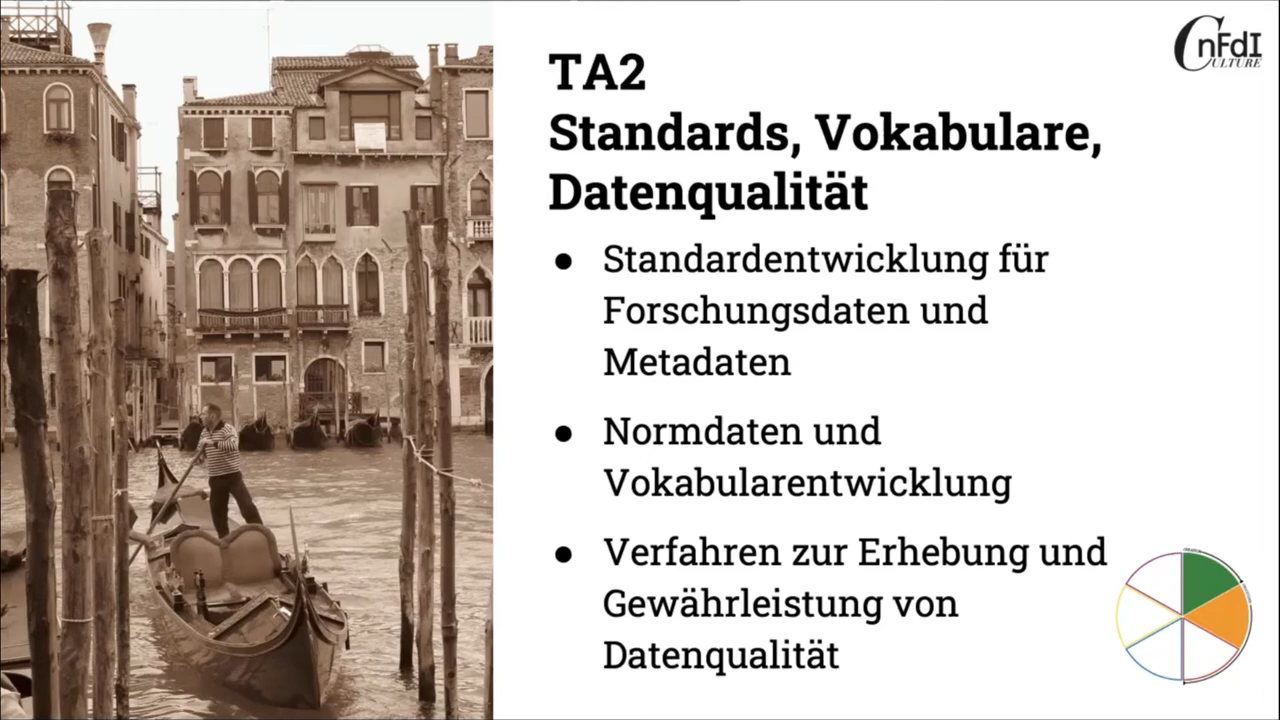 nFdI
CULTURE
TA2
Standards, Vokabulare,
Datenqualität
● Standardentwicklung für
Forschungsdaten und
Metadaten
● Normdaten und
Vokabularentwicklung
● Verfahren zur Erhebung und
Gewährleistung von
Datenqualität